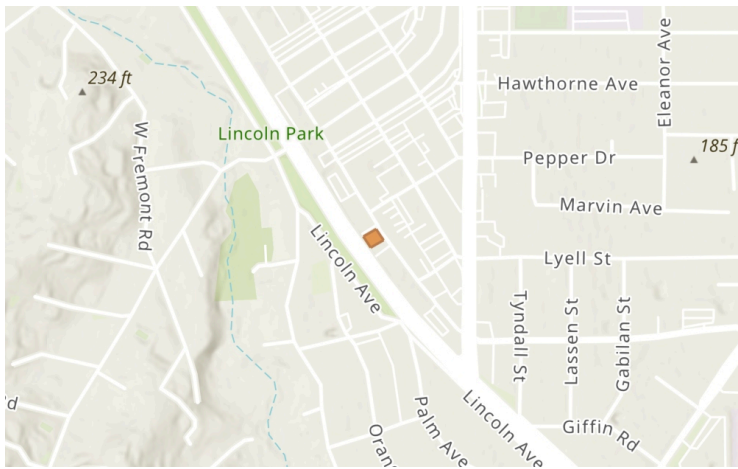 234 ft
W Fremont Rd
Lincoln Park
Lincoln Ave
Hawthorne Ave
Eleanor Ave
Pepper Dr
185 f
Marvin Ave
Lyell St
Tyndall St
Lassen St
Gabilan St
Giffin Rd
Lincoln Ave
Palm Ave
Oran
d